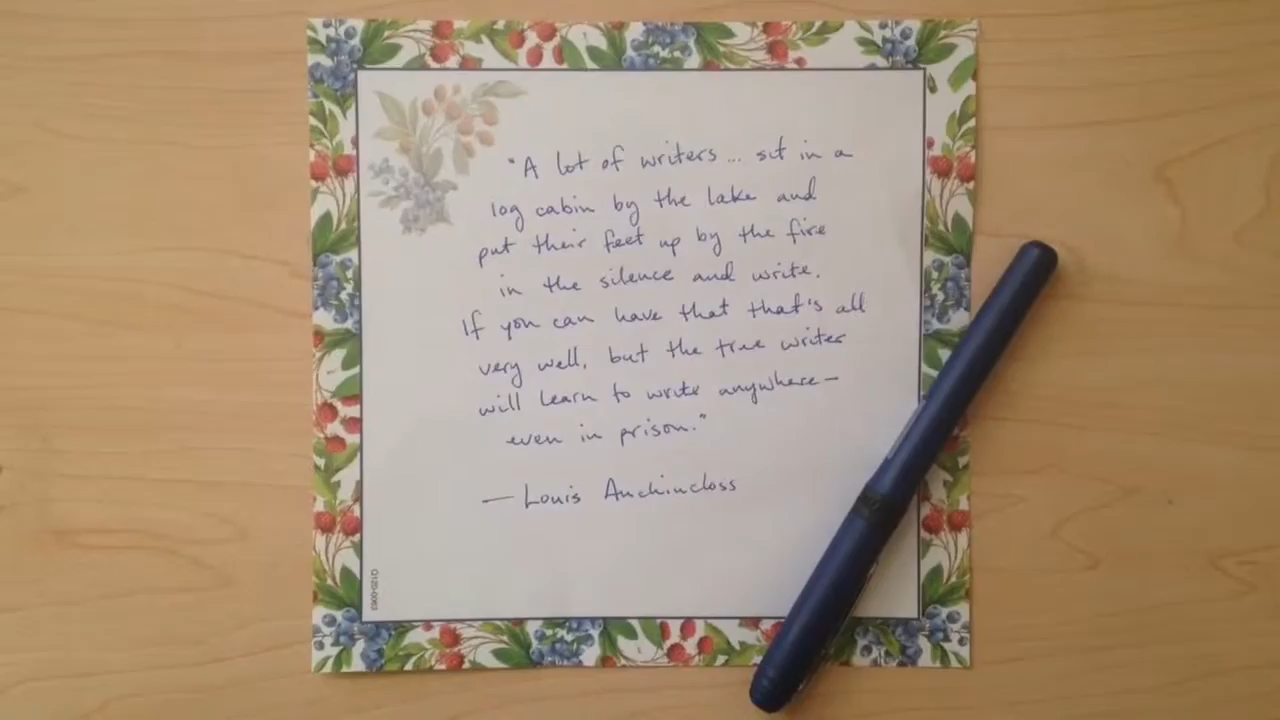 "A lot of writers... sit in a
log cabin by the lake and
put their feet up by the fire
in the silence and write.
If you can have that that's all
very well, but the true writer
will learn to write anywhere—
even in prison."
— Louis Auchincloss
Q12S-0063